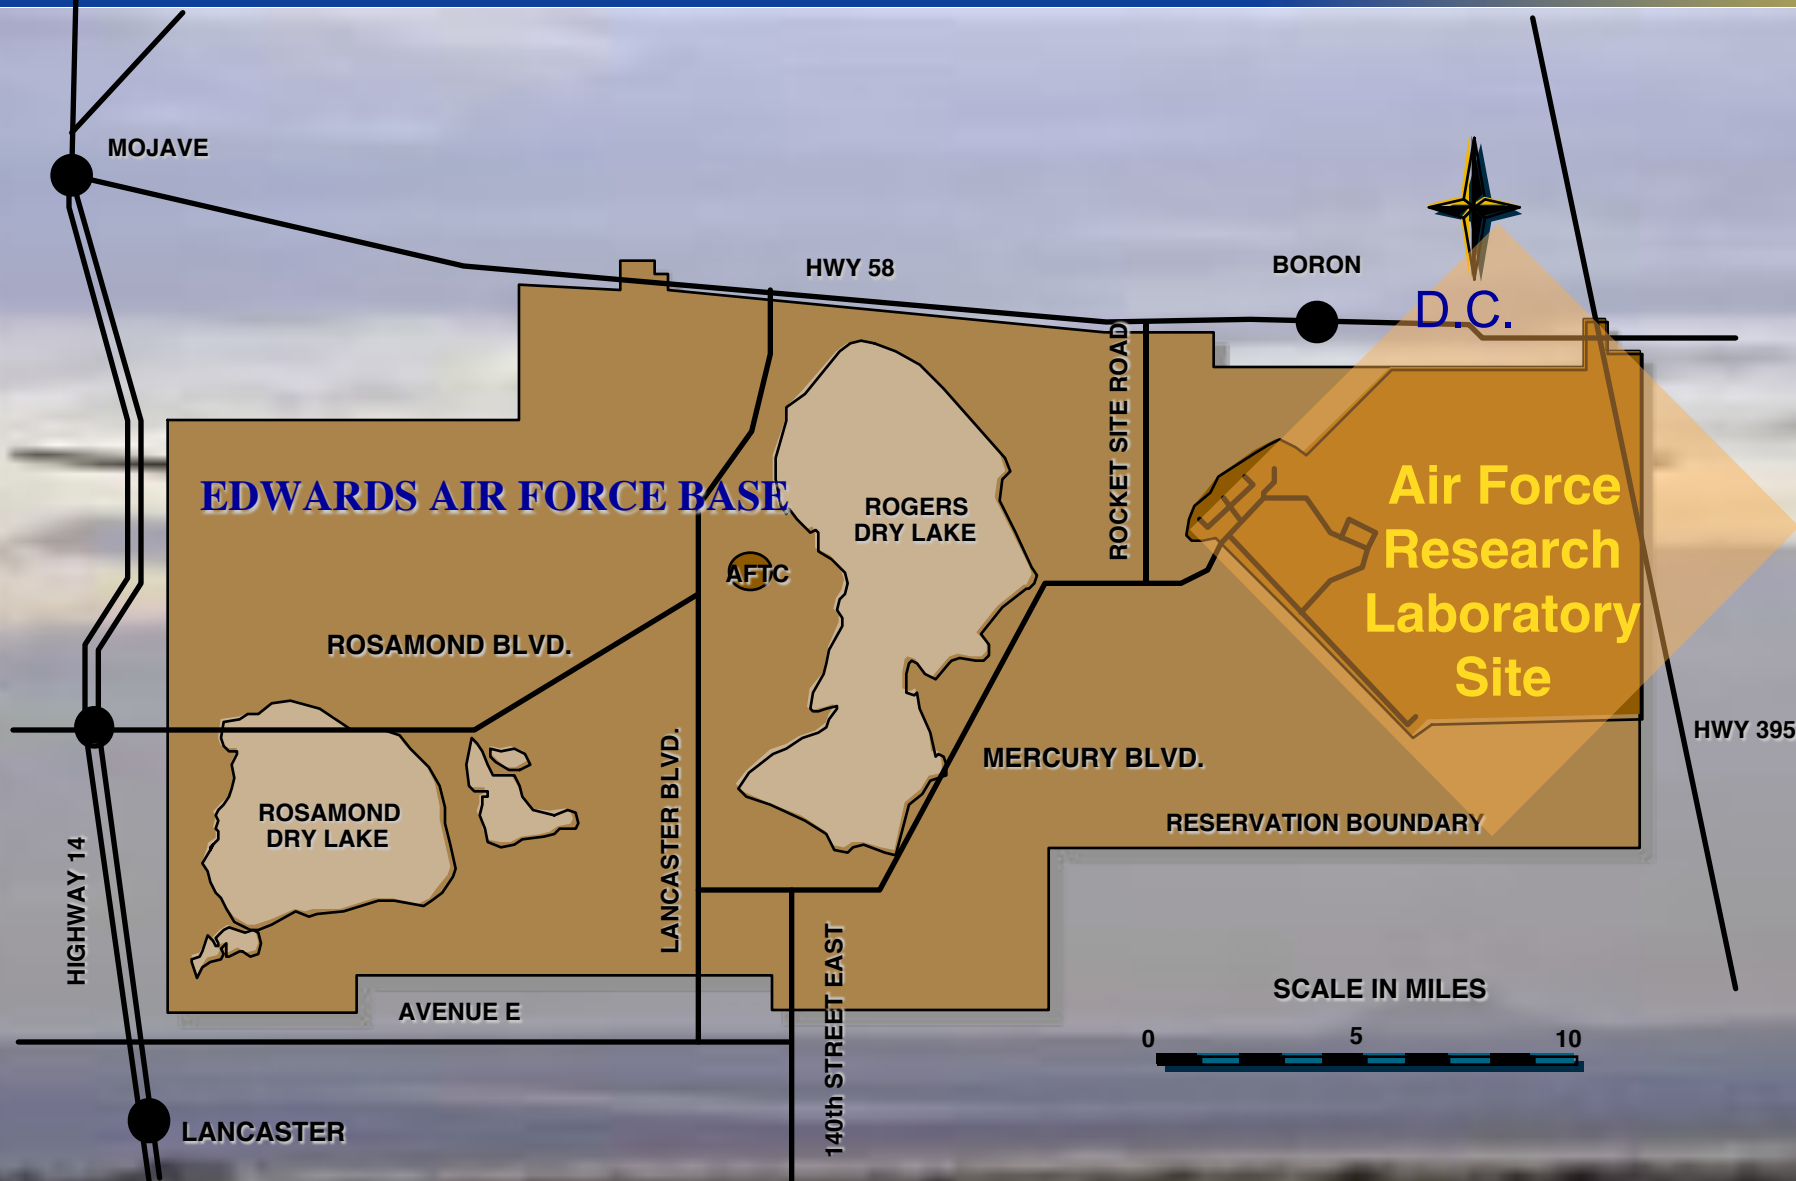 MOJAVE
HWY 58
BORON
D.C.
ROCKET SITE ROAD
EDWARDS AIR FORCE BASE
ROGERS
DRY LAKE
Air Force
Research
Laboratory
Site
AFTC
ROSAMOND BLVD.
HWY 395
LANCASTER BLVD.
MERCURY BLVD.
ROSAMOND
DRY LAKE
RESERVATION BOUNDARY
HIGHWAY 14
140th STREET EAST
AVENUE E
SCALE IN MILES
0 5 10
LANCASTER